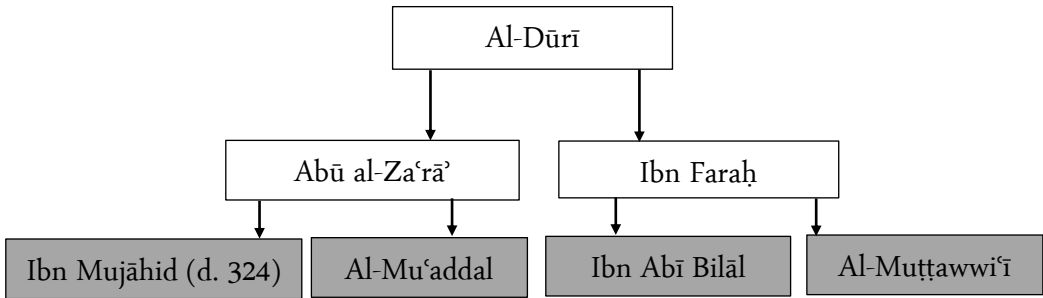 Al-Dūrī
Abū al-Zaʿrāʾ
Ibn Faraḥ
Ibn Mujāhid (d. 324)
Al-Muʿaddal
Ibn Abī Bilāl
Al-Muṭṭawwiʿī